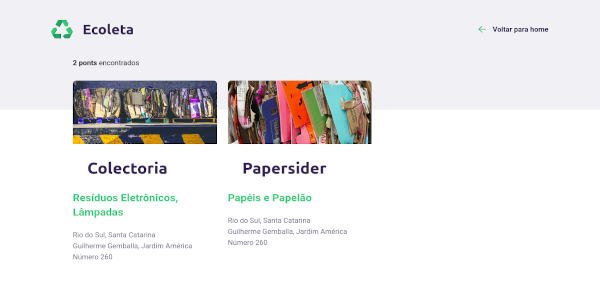 Ecoleta
Voltar para home
2 ponts encontrados
Colectoria
Resíduos Eletrônicos,
Lâmpadas
Rio do Sul, Santa Catarina
Guilherme Gemballa, Jardim América
Número 260
Papersider
Papéis e Papelão
Rio do Sul, Santa Catarina
Guilherme Gemballa, Jardim América
Número 260